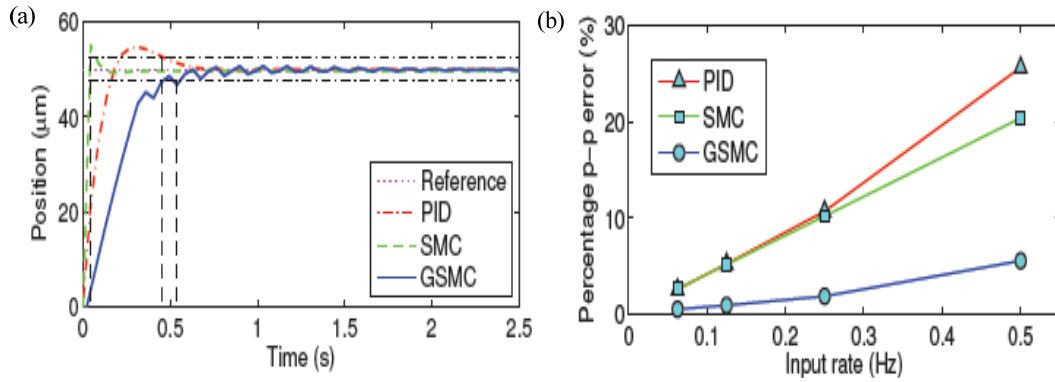 (a)
60
40
20
0
Position (μm)
Reference
PID
SMC
GSMC
0 0.5 1 1.5 2 2.5
Time (s)
(b)
30
20
10
0
Percentage p−p error (%)
PID
SMC
GSMC
0 0.1 0.2 0.3 0.4 0.5
Input rate (Hz)